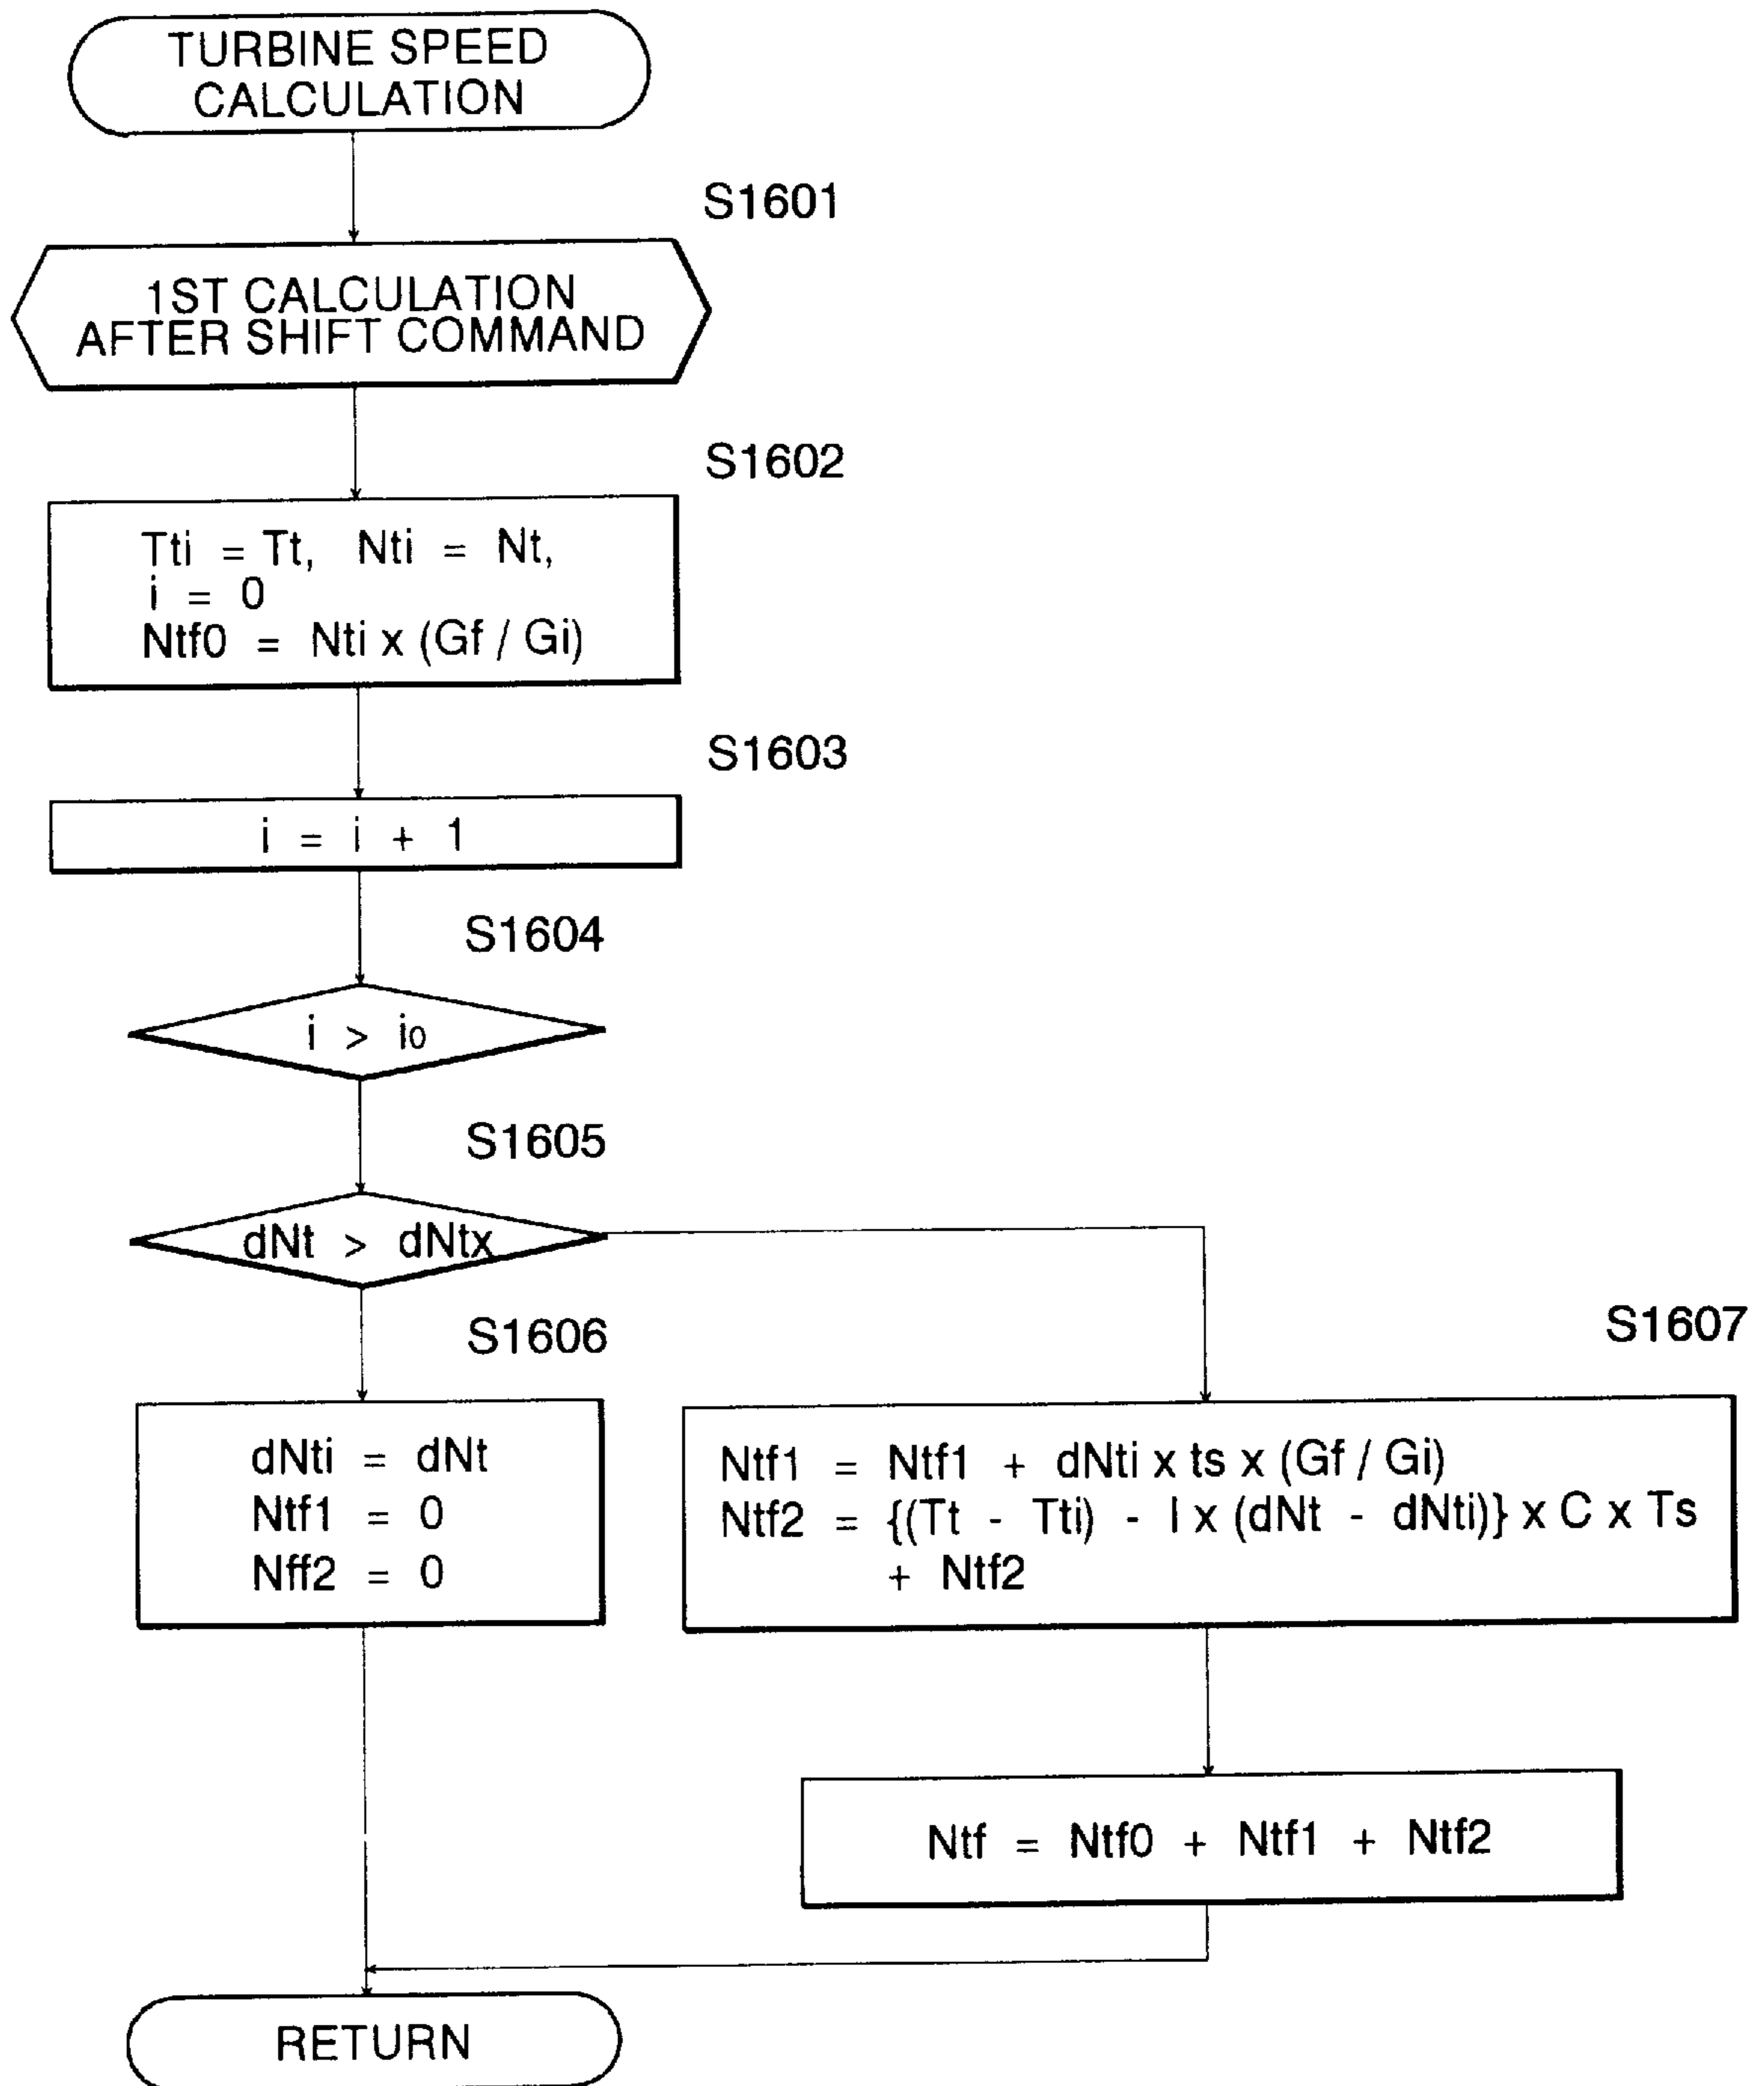 TURBINE SPEED
CALCULATION
S1601
1ST CALCULATION
AFTER SHIFT COMMAND
S1602
Tti = Tt, Nti = Nt,
i = 0
Ntf0 = Nti x (Gf / Gi)
S1603
i = i + 1
S1604
i > i0
S1605
dNt > dNtx
S1606
dNti = dNt
Ntf1 = 0
Nff2 = 0
S1607
Ntf1 = Ntf1 + dNti x ts x (Gf / Gi)
Ntf2 = {(Tt - Tti) - I x (dNt - dNti)} x C x Ts
+ Ntf2
Ntf = Ntf0 + Ntf1 + Ntf2
RETURN